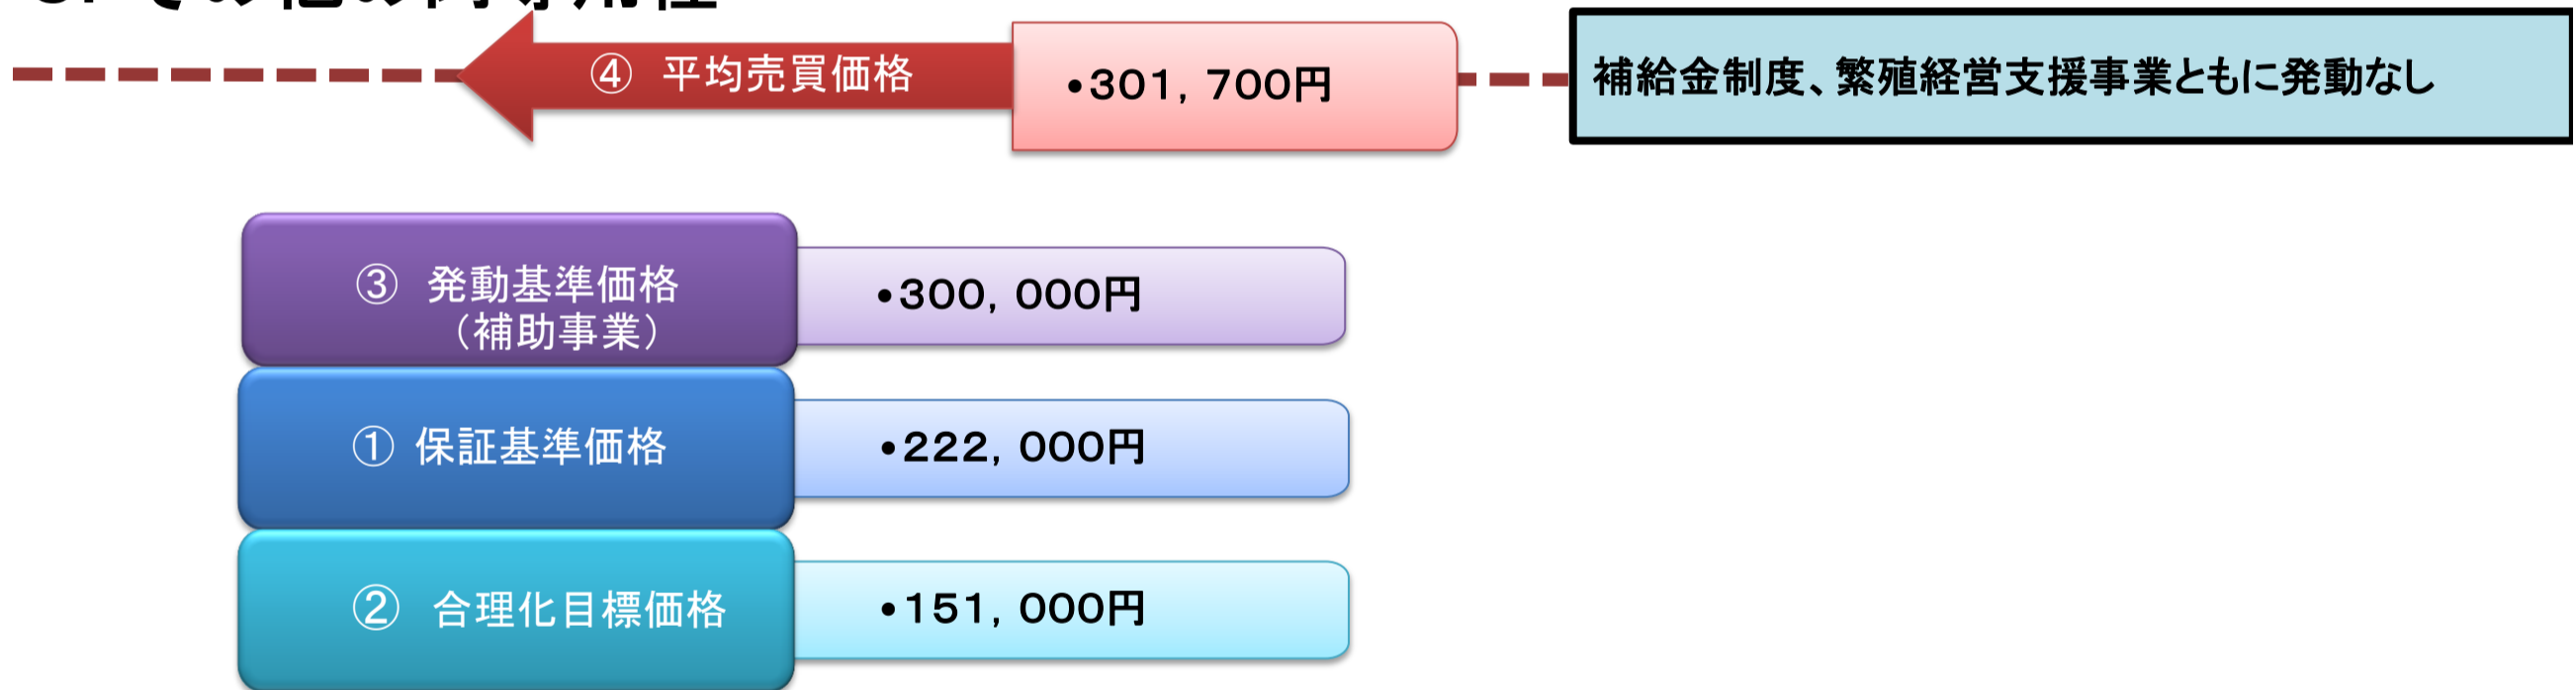 ④ 平均売買価格
•301,700円
補給金制度、繁殖経営支援事業ともに発動なし
③ 発動基準価格
（補助事業）
•300,000円
① 保証基準価格
•222,000円
② 合理化目標価格
•151,000円